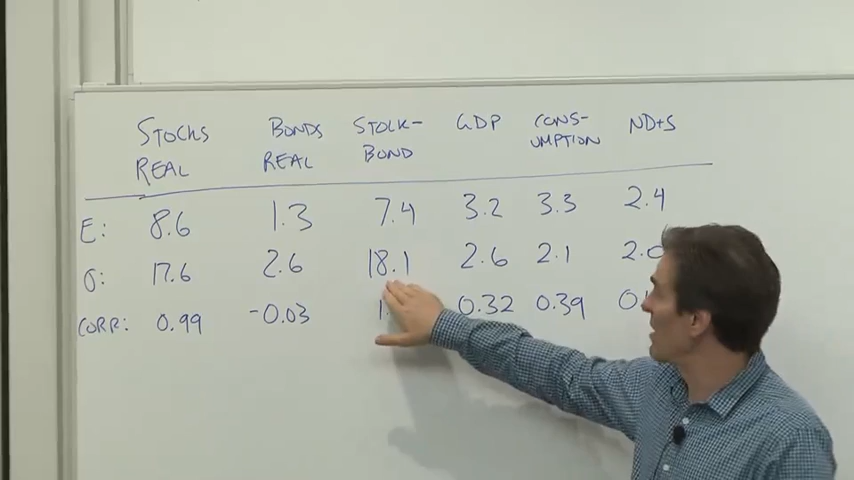 STOCKS REAL BONDS REAL STOCK-BOND GDP CONS-UMPTION ND+S
E: 8.6 1.3 7.4 3.2 3.3 2.4
σ: 17.6 2.6 18.1 2.6 2.1
CORR: 0.99 -0.03 0.32 0.39